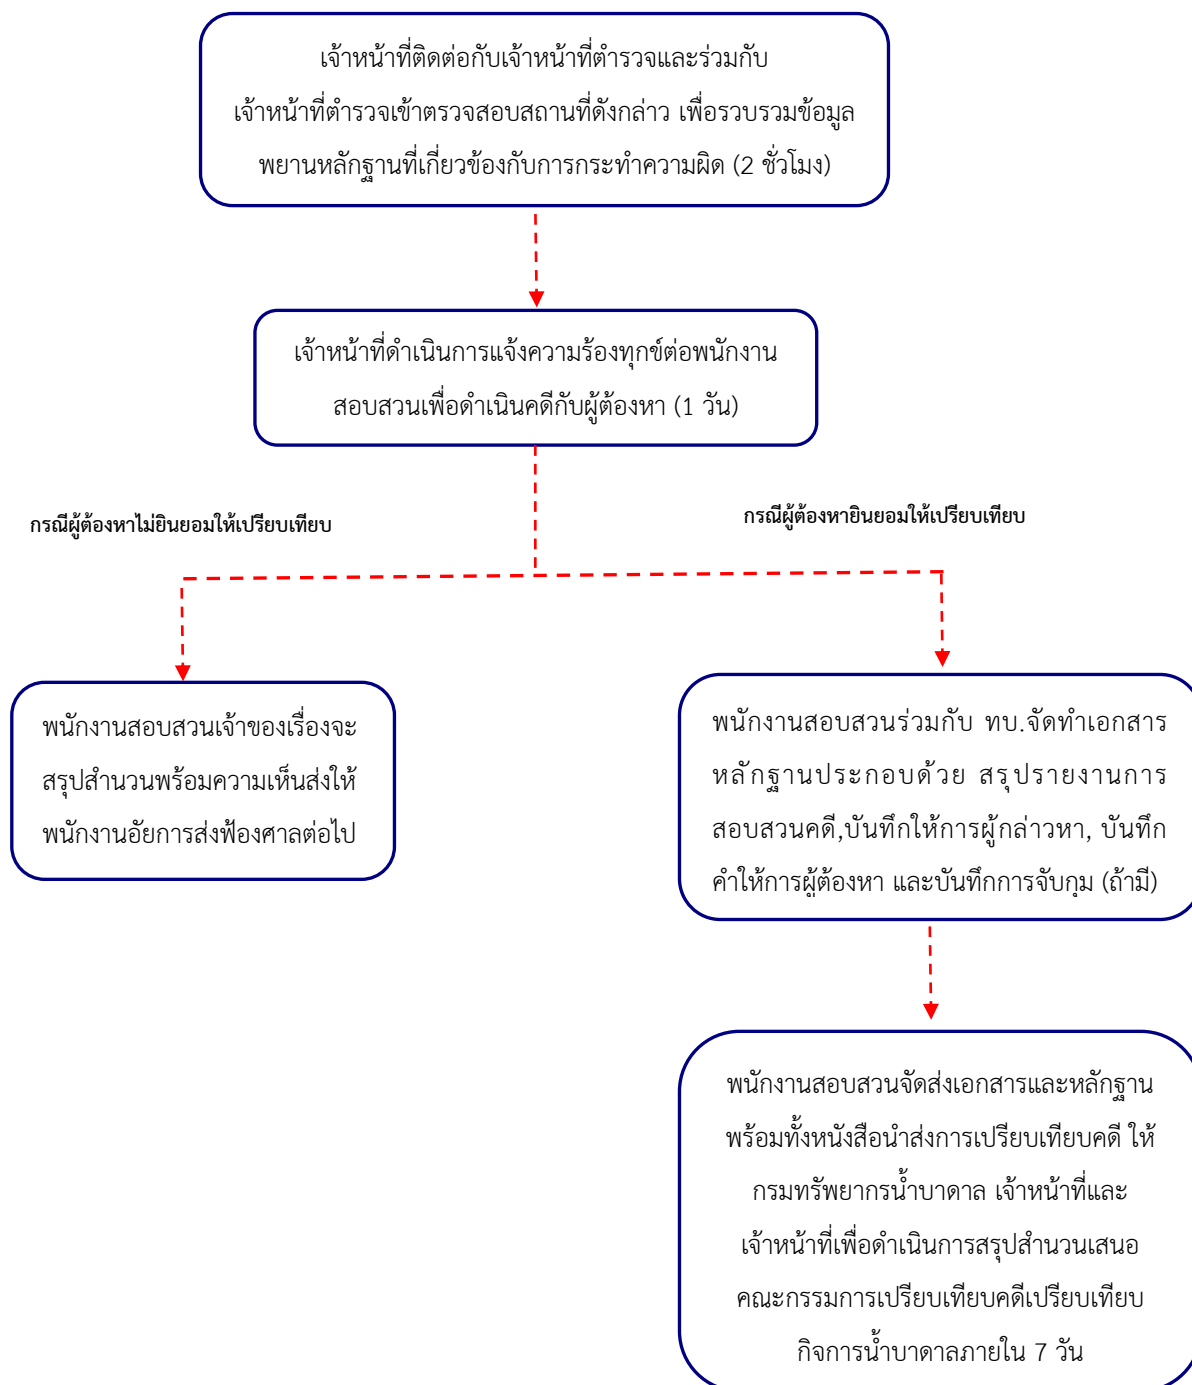 เจ้าหน้าที่ติดต่อกับเจ้าหน้าที่ตำรวจและร่วมกับ
เจ้าหน้าที่ตำรวจเข้าตรวจสอบสถานที่ดังกล่าว เพื่อรวบรวมข้อมูล
พยานหลักฐานที่เกี่ยวข้องกับการกระทำความผิด (2 ชั่วโมง)
เจ้าหน้าที่ดำเนินการแจ้งความร้องทุกข์ต่อพนักงาน
สอบสวนเพื่อดำเนินคดีกับผู้ต้องหา (1 วัน)
กรณีผู้ต้องหาไม่ยินยอมให้เปรียบเทียบ
กรณีผู้ต้องหายินยอมให้เปรียบเทียบ
พนักงานสอบสวนเจ้าของเรื่องจะ
สรุปสำนวนพร้อมความเห็นส่งให้
พนักงานอัยการส่งฟ้องศาลต่อไป
พนักงานสอบสวนร่วมกับ ทบ.จัดทำเอกสาร
หลักฐานประกอบด้วย สรุปรายงานการ
สอบสวนคดี,บันทึกให้การผู้กล่าวหา, บันทึก
คำให้การผู้ต้องหา และบันทึกการจับกุม (ถ้ามี)
พนักงานสอบสวนจัดส่งเอกสารและหลักฐาน
พร้อมทั้งหนังสือนำส่งการเปรียบเทียบคดี ให้
กรมทรัพยากรน้ำบาดาล เจ้าหน้าที่และ
เจ้าหน้าที่เพื่อดำเนินการสรุปสำนวนเสนอ
คณะกรรมการเปรียบเทียบคดีเปรียบเทียบ
กิจการน้ำบาดาลภายใน 7 วัน